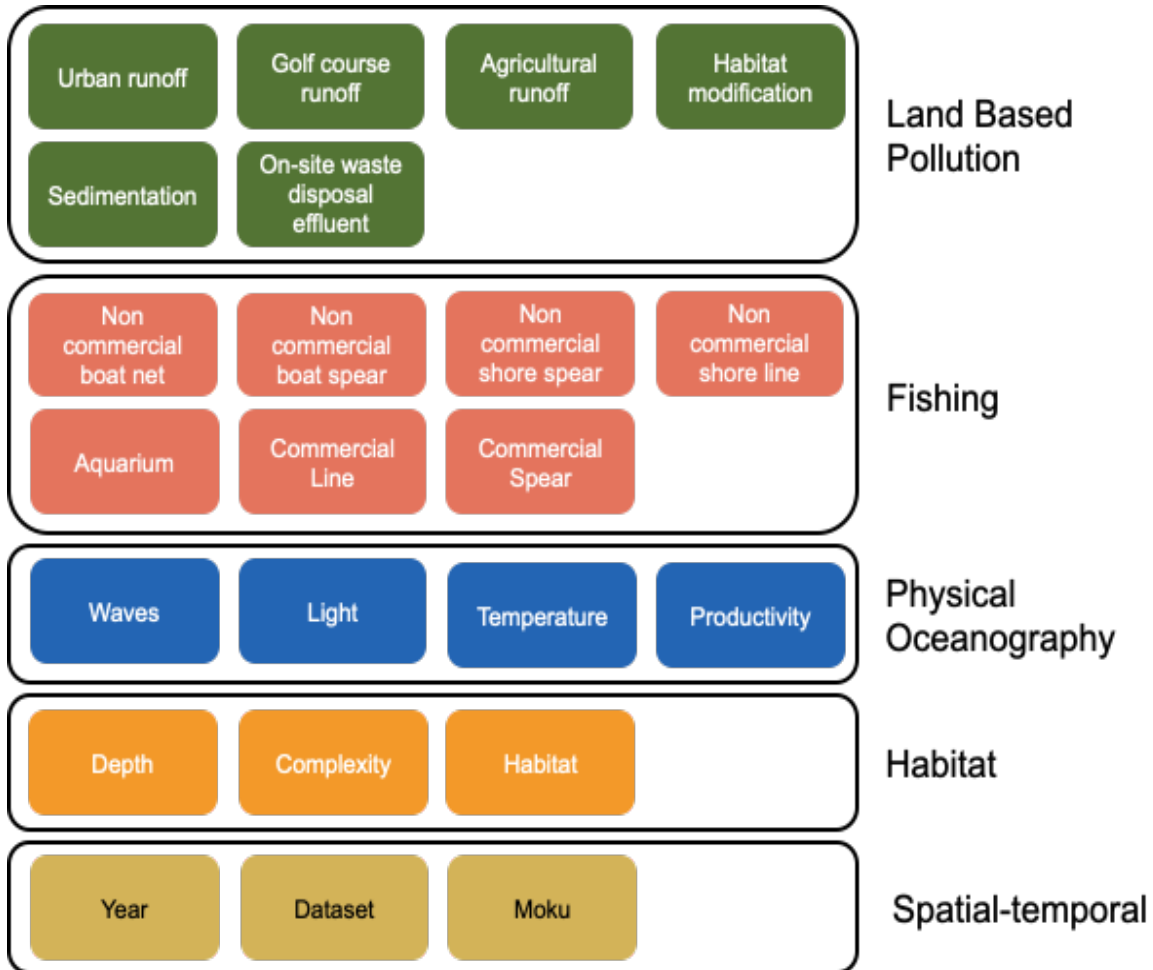 Urban runoff
Golf course
runoff
Agricultural
runoff
Habitat
modification
Sedimentation
On-site waste
disposal
effluent
Land Based
Pollution
Non
commercial
boat net
Non
commercial
boat spear
Non
commercial
shore spear
Non
commercial
shore line
Aquarium
Commercial
Line
Commercial
Spear
Fishing
Waves
Light
Temperature
Productivity
Physical
Oceanography
Depth
Complexity
Habitat
Habitat
Year
Dataset
Moku
Spatial-temporal